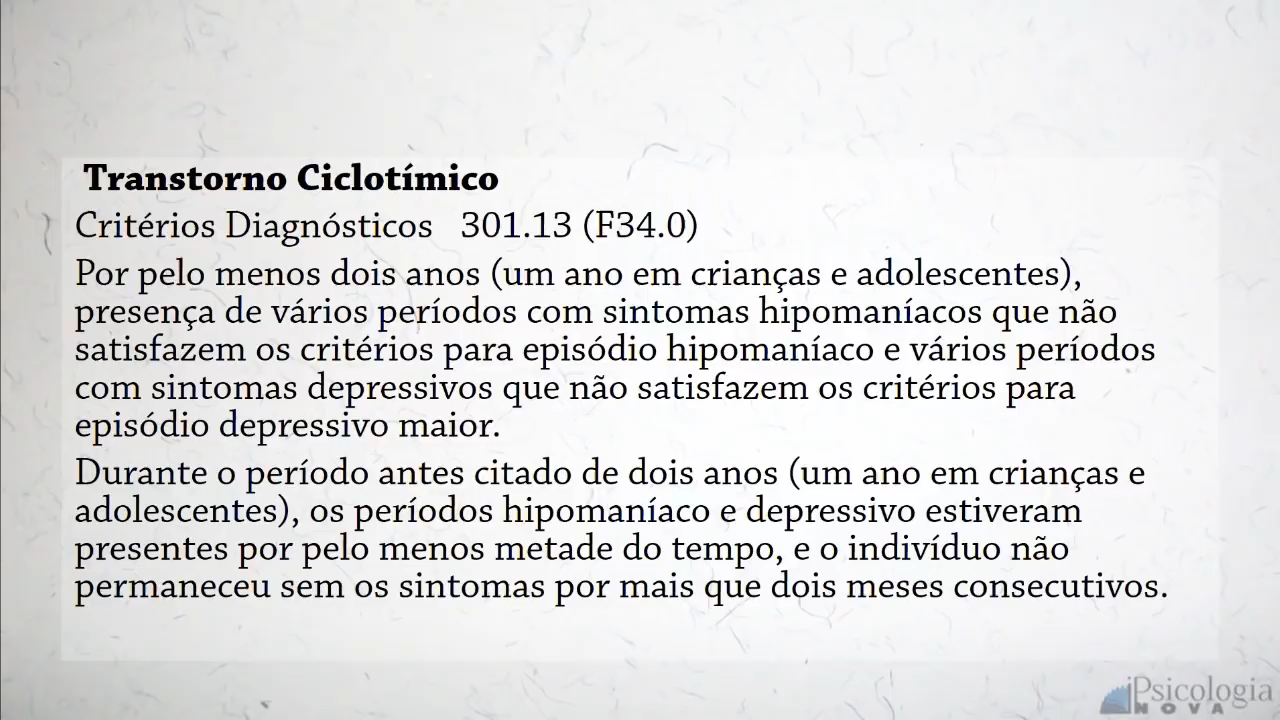 Transtorno Ciclotímico
Critérios Diagnósticos 301.13 (F34.0)
Por pelo menos dois anos (um ano em crianças e adolescentes),
presença de vários períodos com sintomas hipomaníacos que não
satisfazem os critérios para episódio hipomaníaco e vários períodos
com sintomas depressivos que não satisfazem os critérios para
episódio depressivo maior.
Durante o período antes citado de dois anos (um ano em crianças e
adolescentes), os períodos hipomaníaco e depressivo estiveram
presentes por pelo menos metade do tempo, e o indivíduo não
permaneceu sem os sintomas por mais que dois meses consecutivos.
Psicologia
NOVA